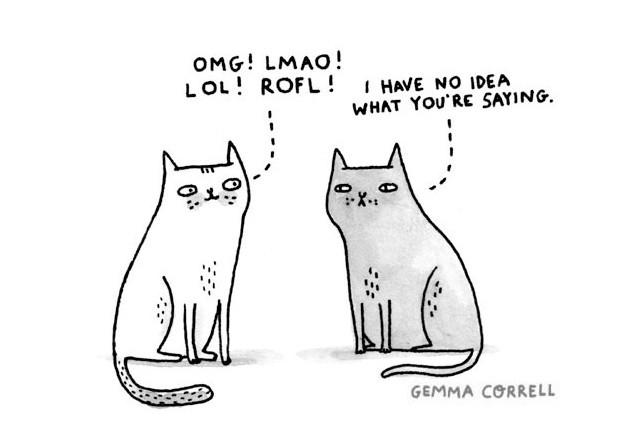 OMG! LMAO!
LOL! ROFL!
I HAVE NO IDEA
WHAT YOU'RE SAYING.
GEMMA CORRELL